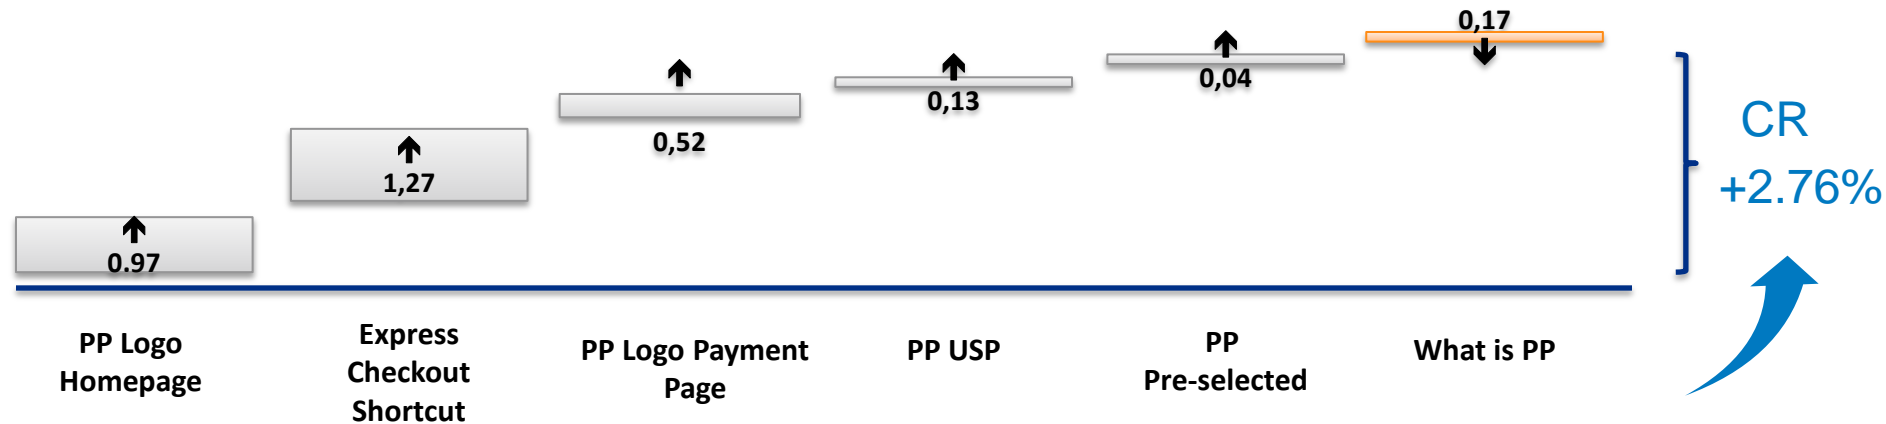 0.97
1,27
0,52
0,13
0,04
0,17
CR
+2.76%
PP Logo
Homepage
Express
Checkout
Shortcut
PP Logo Payment
Page
PP USP
PP
Pre-selected
What is PP